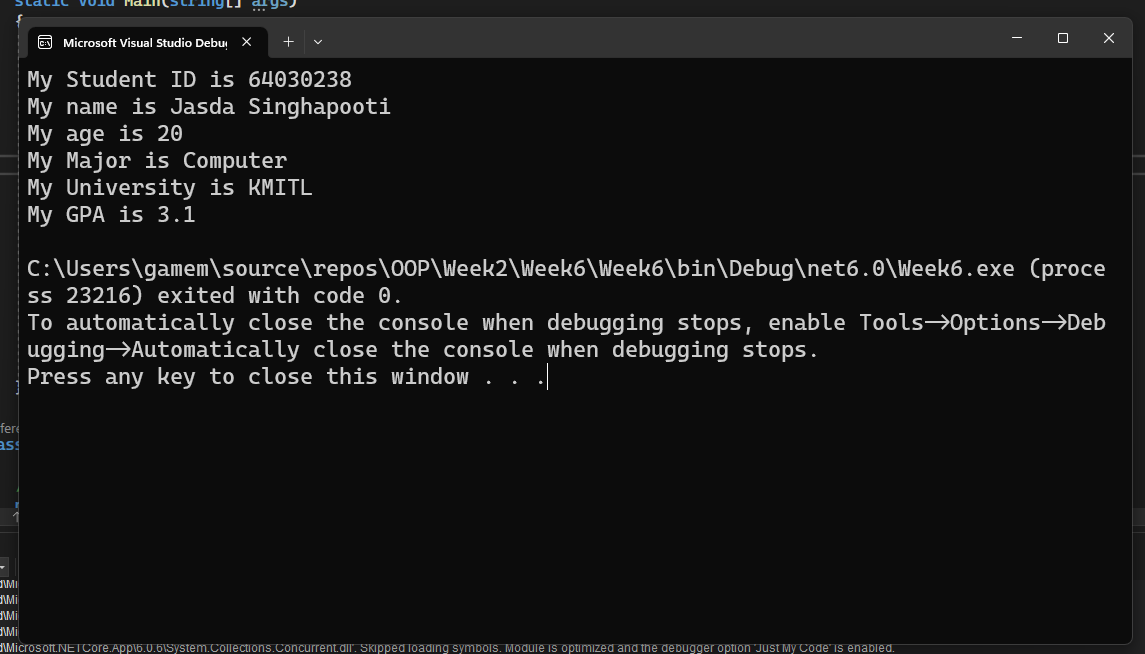 static void Main(string[] args)
Microsoft Visual Studio Debug
My Student ID is 64030238
My name is Jasda Singhapooti
My age is 20
My Major is Computer
My University is KMITL
My GPA is 3.1
C:\Users\gamem\source\repos\OOP\Week2\Week6\Week6\bin\Debug\net6.0\Week6.exe (proce
ss 23216) exited with code 0.
To automatically close the console when debugging stops, enable Tools->Options->Deb
ugging->Automatically close the console when debugging stops.
Press any key to close this window . . .
d\Microsoft.NETCore.App\6.0.6\System.Collections.Concurrent.dll'. Skipped loading symbols. Module is optimized and the debugger option 'Just My Code' is enabled.